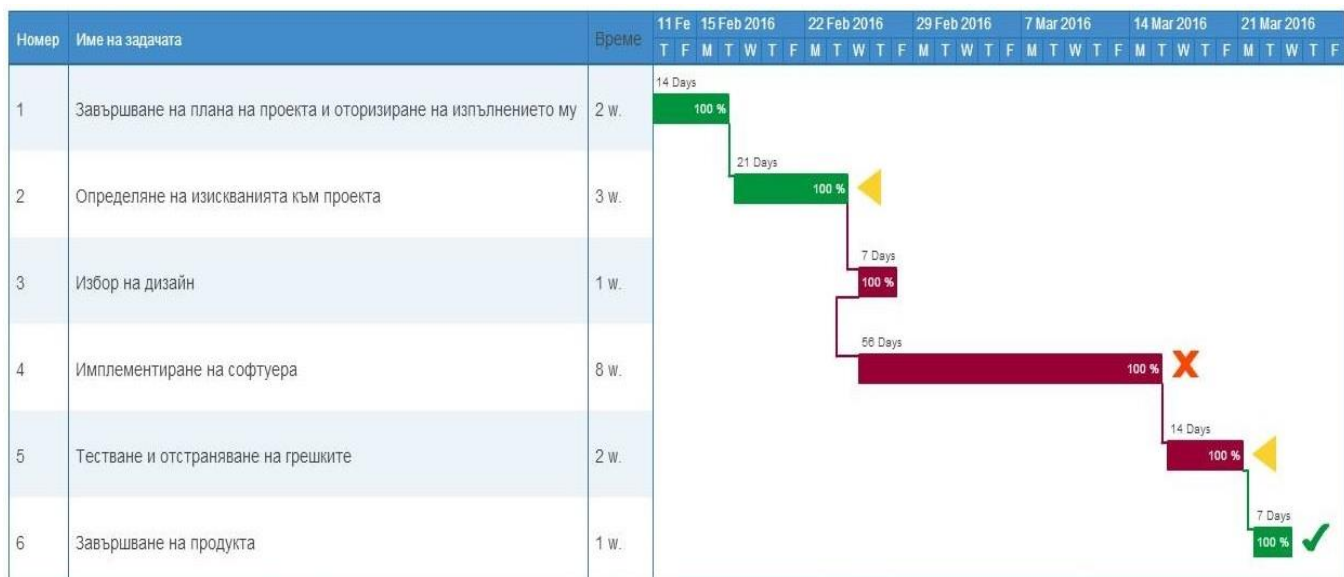 Номер Име на задачата Време 11 Fe 15 Feb 2016 22 Feb 2016 29 Feb 2016 7 Mar 2016 14 Mar 2016 21 Mar 2016
T F M T W T F M T W T F M T W T F M T W T F M T W T F M T W T F
14 Days
1 Завършване на плана на проекта и оторизиране на изпълнението му 2 w. 100 %
21 Days
2 Определяне на изискванията към проекта 3 w. 100 %
7 Days
3 Избор на дизайн 1 w. 100 %
56 Days
4 Имплементиране на софтуера 8 w. 100 % X
14 Days
5 Тестване и отстраняване на грешките 2 w. 100 %
7 Days
6 Завършване на продукта 1 w. 100 %